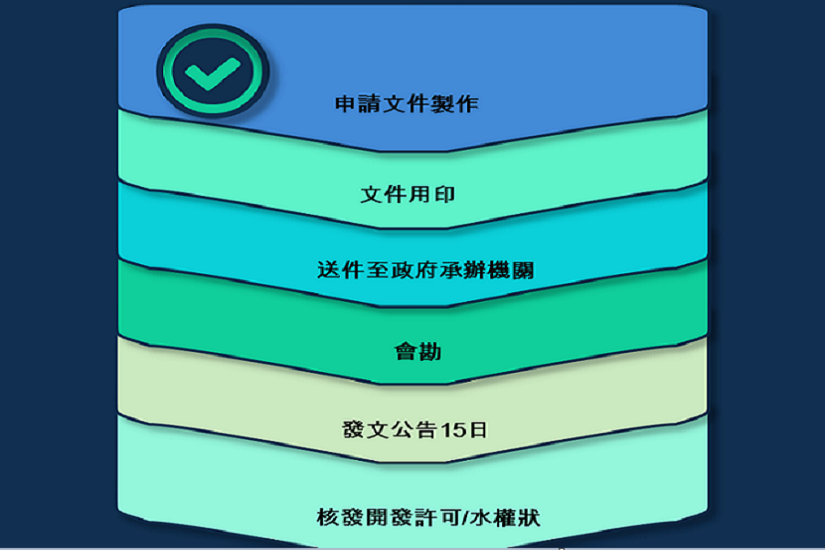 申請文件製作
文件用印
送件至政府承辦機關
會勘
發文公告15日
核發開發許可/水權狀